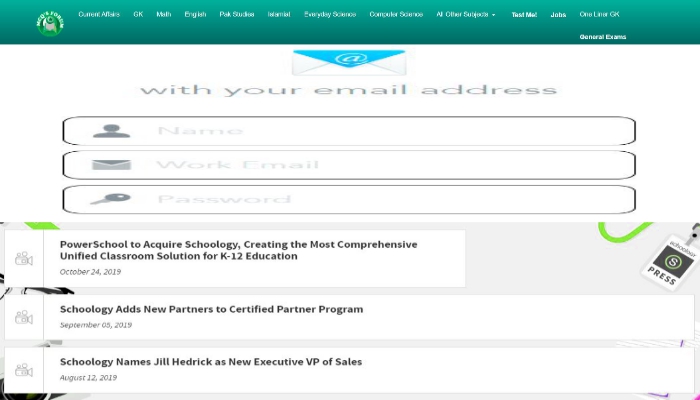 MCQ'S FORUM
Current Affairs GK Math English Pak Studies Islamiat Everyday Science Computer Science All Other Subjects Test Me! Jobs One Liner GK
General Exams
@
with your email address
Name
Work Email
Password
PowerSchool to Acquire Schoology, Creating the Most Comprehensive
Unified Classroom Solution for K-12 Education
October 24, 2019
schoology
S
PRESS
Schoology Adds New Partners to Certified Partner Program
September 05, 2019
Schoology Names Jill Hedrick as New Executive VP of Sales
August 12, 2019